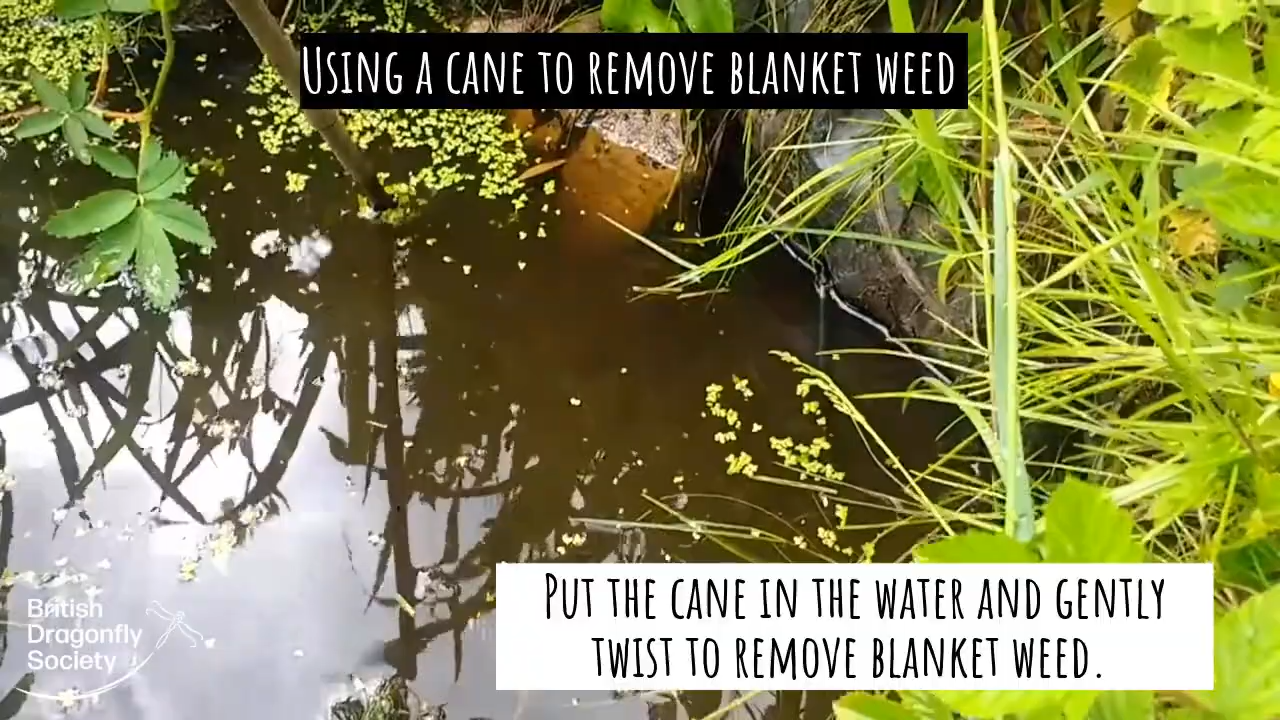 Using a cane to remove blanket weed
Put the cane in the water and gently
twist to remove blanket weed.
British
Dragonfly
Society